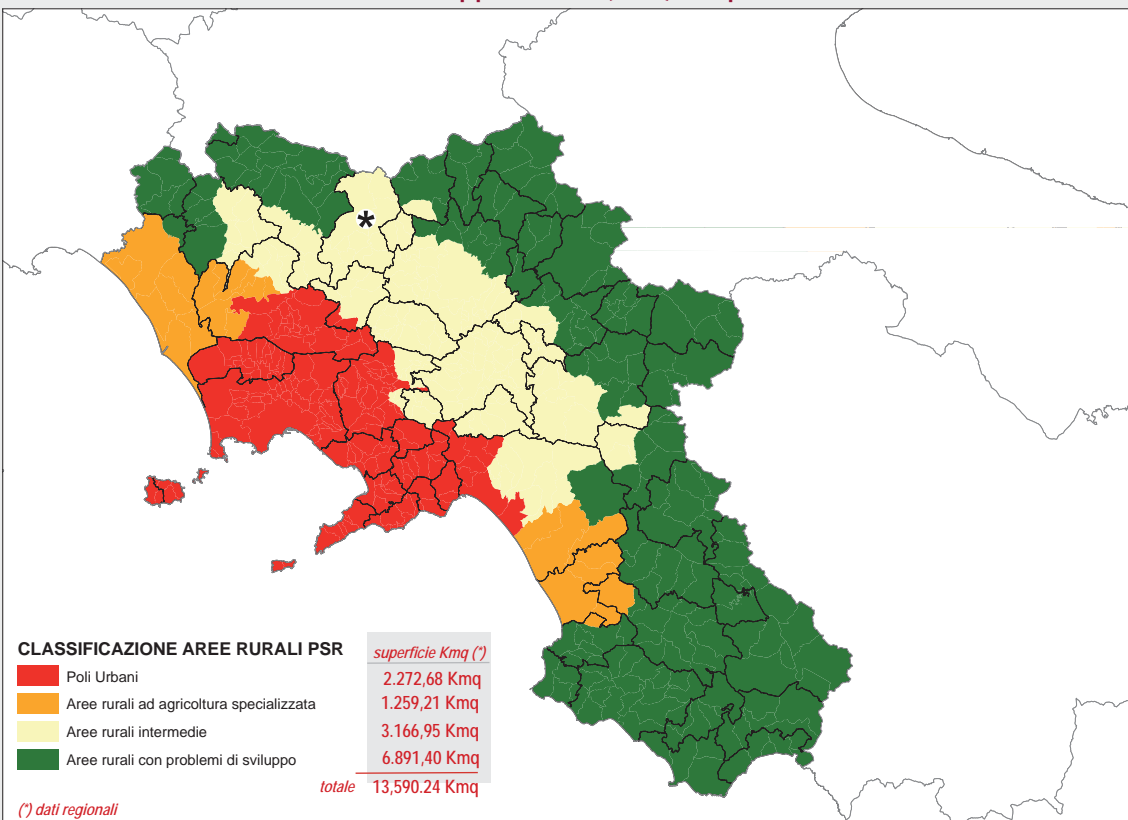 *
CLASSIFICAZIONE AREE RURALI PSR
superficie Kmq (*)
Poli Urbani
2.272,68 Kmq
Aree rurali ad agricoltura specializzata
1.259,21 Kmq
Aree rurali intermedie
3.166,95 Kmq
Aree rurali con problemi di sviluppo
6.891,40 Kmq
totale 13,590.24 Kmq
(*) dati regionali